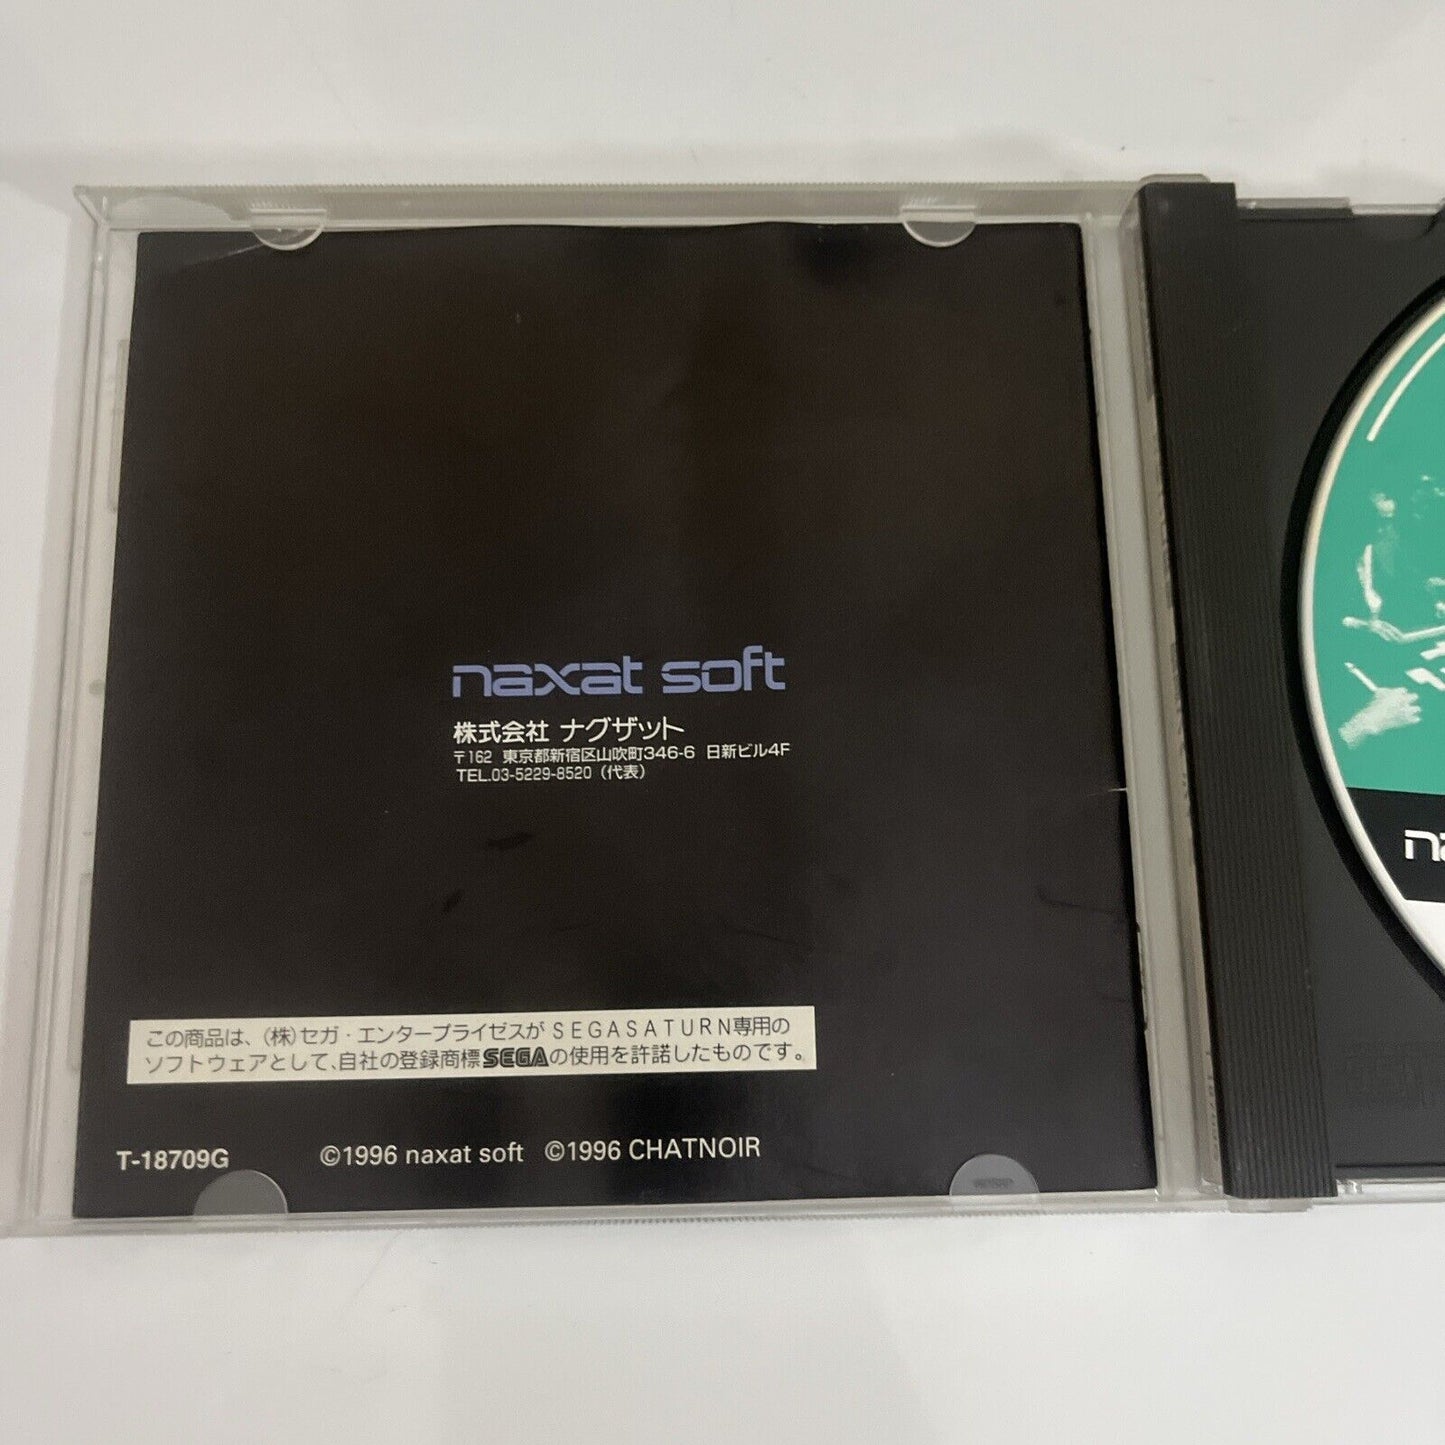 naxat soft
株式会社 ナグザット
〒162 東京都新宿区山吹町346-6 日新ビル4F
TEL.03-5229-8520（代表）
この商品は、(株)セガ・エンタープライゼスがSEGASATURN専用の
ソフトウェアとして、自社の登録商標SEGAの使用を許諾したものです。
T-18709G ©1996 naxat soft ©1996 CHATNOIR
na